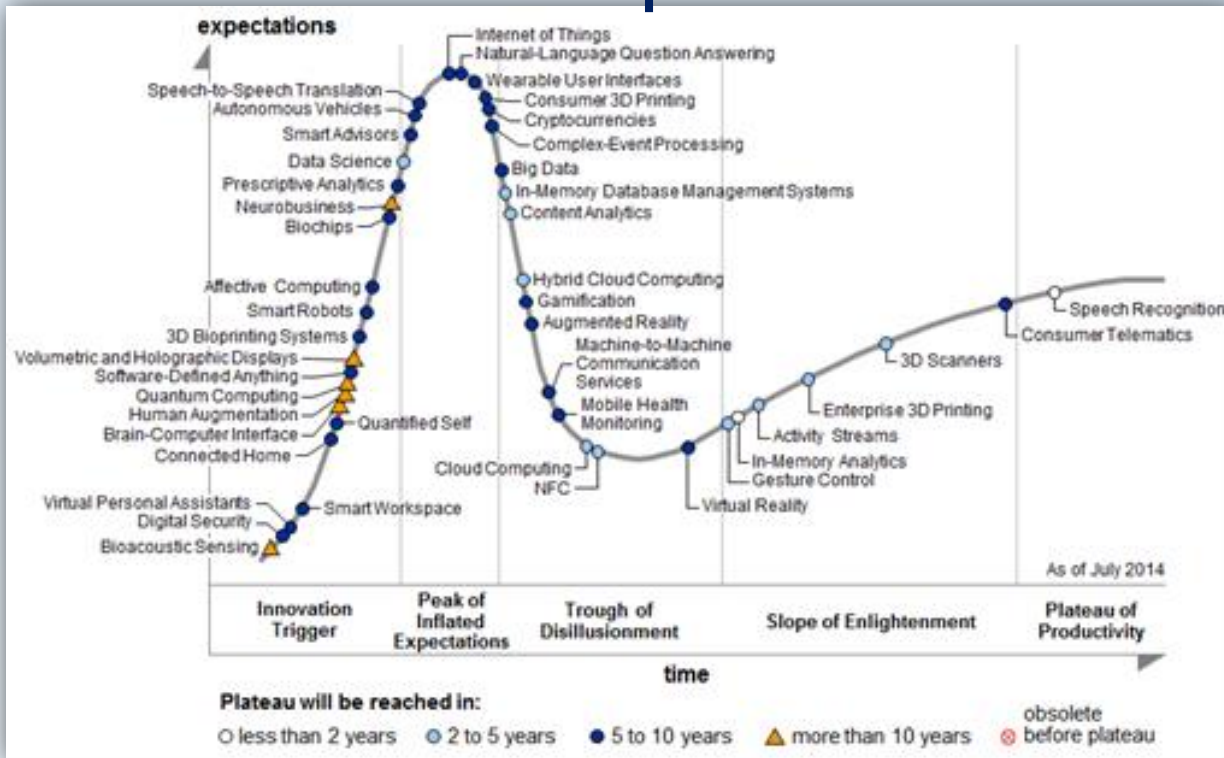 expectations
Internet of Things
Natural-Language Question Answering
Wearable User Interfaces
Speech-to-Speech Translation
Consumer 3D Printing
Autonomous Vehicles
Cryptocurrencies
Smart Advisors
Complex-Event Processing
Data Science
Big Data
Prescriptive Analytics
In-Memory Database Management Systems
Neurobusiness
Content Analytics
Biochips
Hybrid Cloud Computing
Affective Computing
Gamification
Smart Robots
Augmented Reality
3D Bioprinting Systems
Machine-to-Machine
Communication
Services
Volumetric and Holographic Displays
Software-Defined Anything
Quantum Computing
Human Augmentation
Brain-Computer Interface
Quantified Self
Connected Home
Mobile Health
Monitoring
Cloud Computing
NFC
Virtual Personal Assistants
Smart Workspace
Digital Security
Bioacoustic Sensing
Speech Recognition
Consumer Telematics
3D Scanners
Enterprise 3D Printing
Activity Streams
In-Memory Analytics
Gesture Control
Virtual Reality
As of July 2014
Innovation
Trigger
Peak of
Inflated
Expectations
Trough of
Disillusionment
Slope of Enlightenment
Plateau of
Productivity
time
Plateau will be reached in:
less than 2 years
2 to 5 years
5 to 10 years
more than 10 years
obsolete
before plateau